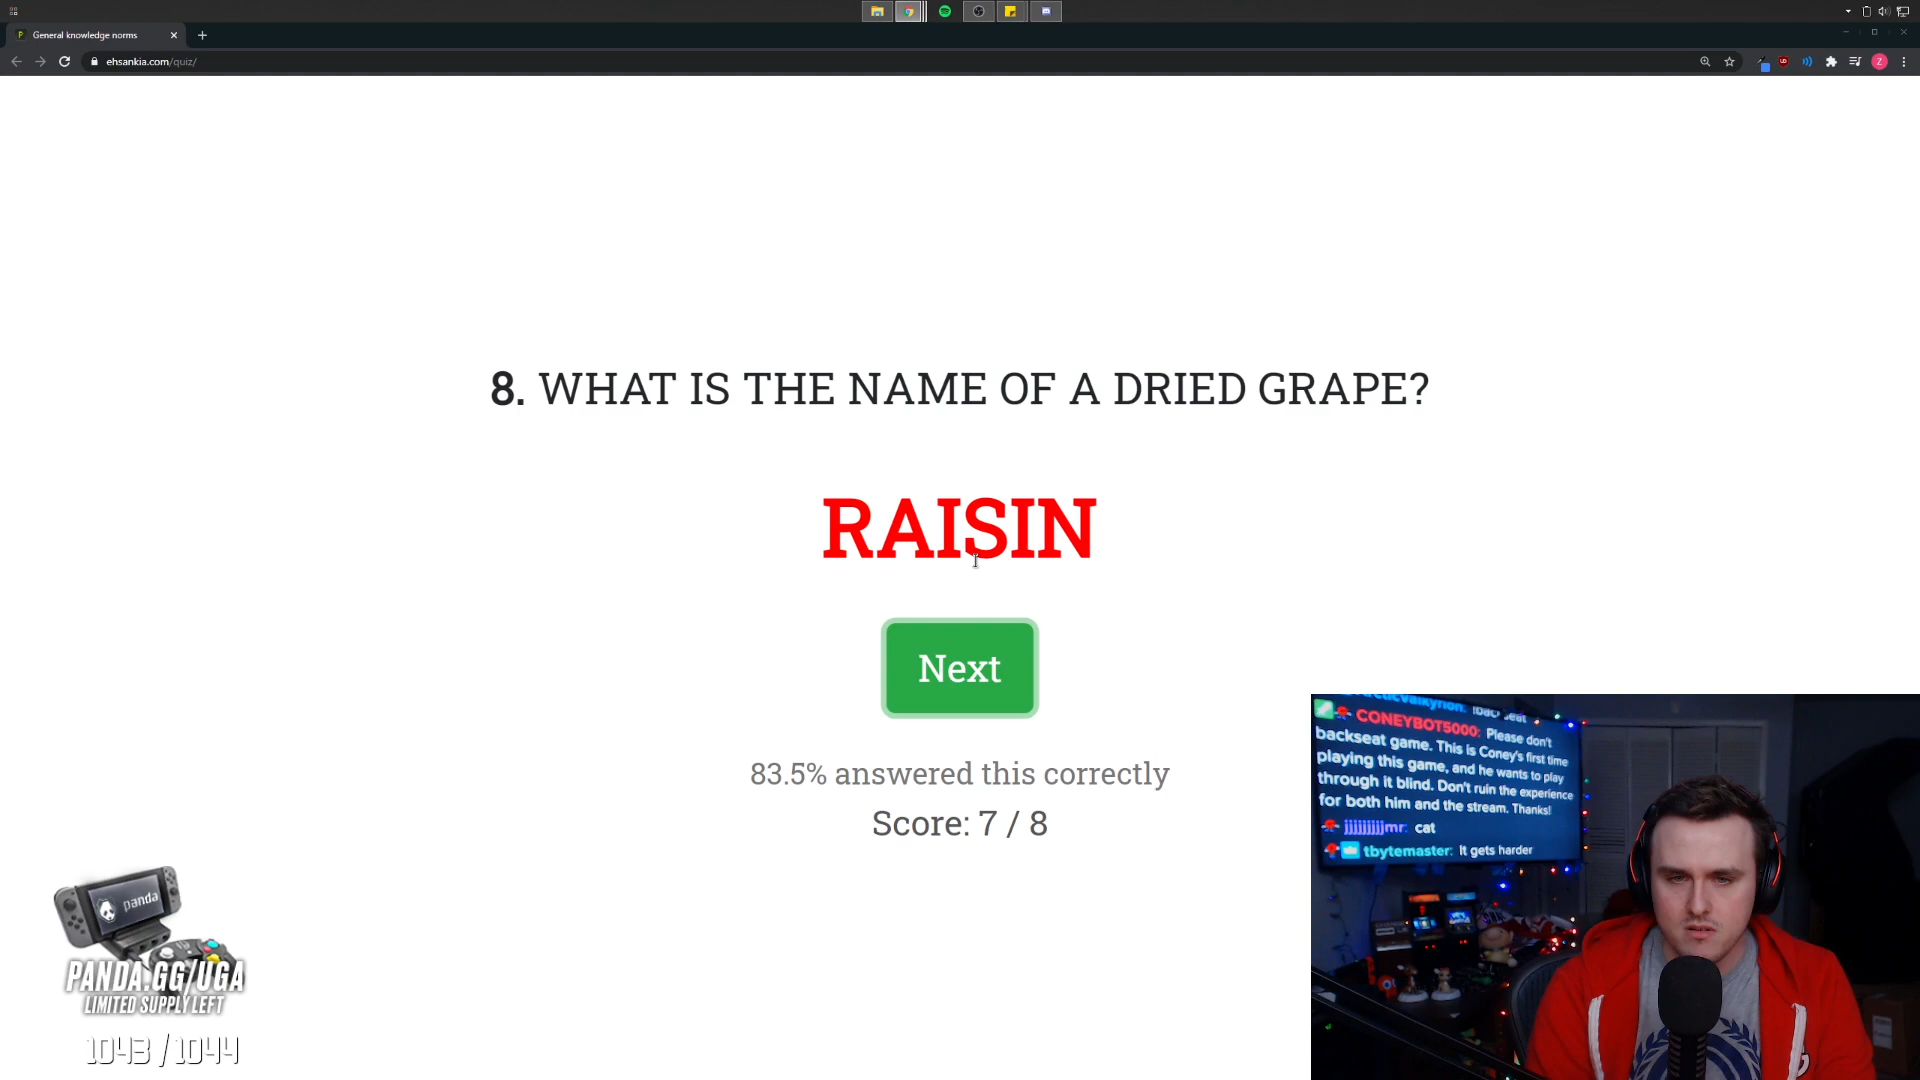 General knowledge norms
ehsankia.com/quiz/
Z
8. WHAT IS THE NAME OF A DRIED GRAPE?
RAISIN
Next
83.5% answered this correctly
Score: 7 / 8
CONEYBOT5000: Please don't
backseat game. This is Coney's first time
playing this game, and he wants to play
through it blind. Don't ruin the experience
for both him and the stream. Thanks!
jjjjjjjjjmr: cat
tbytemaster: It gets harder
panda
PANDA.GG/UGA
LIMITED SUPPLY LEFT
1043 / 1044